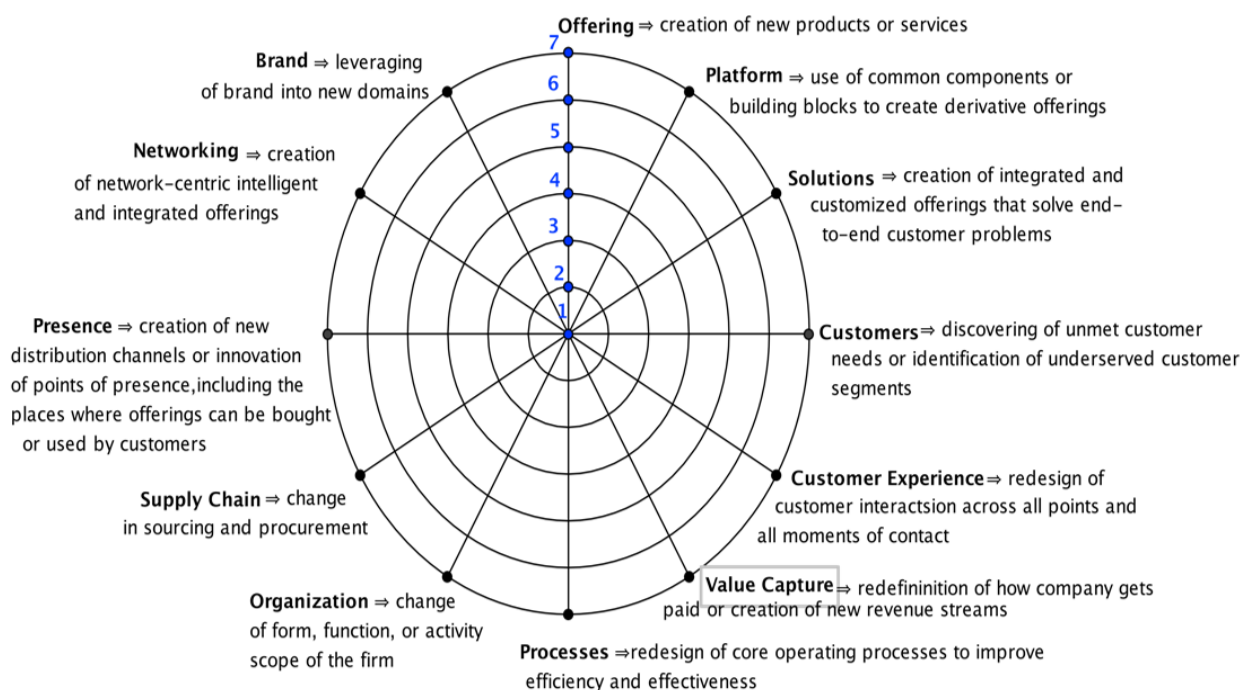 Offering ⇒ creation of new products or services
7
6
5
4
3
2
1
Platform ⇒ use of common components or
building blocks to create derivative offerings
Solutions ⇒ creation of integrated and
customized offerings that solve end-
to-end customer problems
Customers⇒ discovering of unmet customer
needs or identification of underserved customer
segments
Customer Experience⇒ redesign of
customer interactsion across all points and
all moments of contact
Value Capture⇒ redefininition of how company gets
paid or creation of new revenue streams
Processes ⇒redesign of core operating processes to improve
efficiency and effectiveness
Organization ⇒ change
of form, function, or activity
scope of the firm
Supply Chain ⇒ change
in sourcing and procurement
Presence ⇒ creation of new
distribution channels or innovation
of points of presence,including the
places where offerings can be bought
or used by customers
Networking ⇒ creation
of network-centric intelligent
and integrated offerings
Brand ⇒ leveraging
of brand into new domains